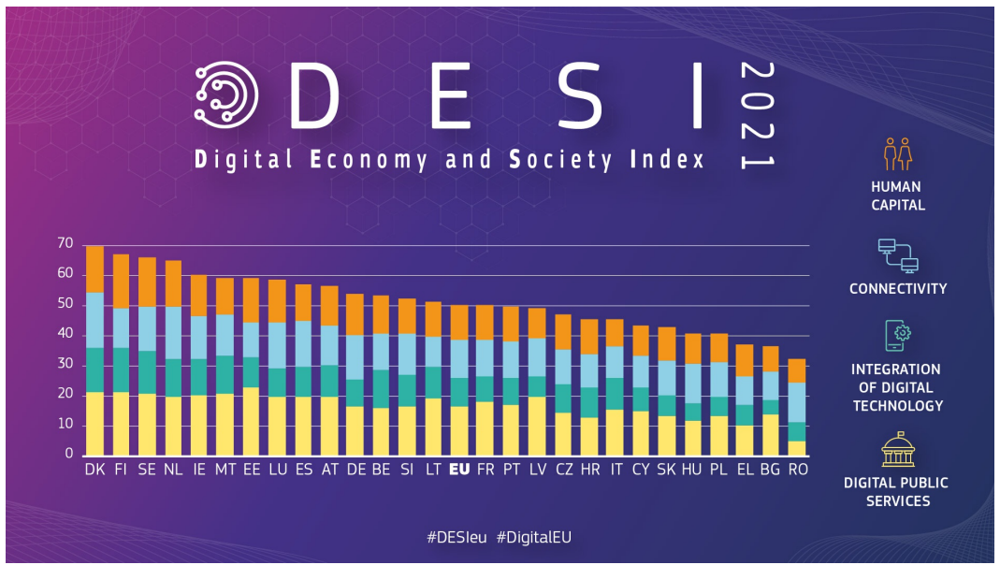 DESI
2021
Digital Economy and Society Index
HUMAN
CAPITAL
CONNECTIVITY
INTEGRATION
OF DIGITAL
TECHNOLOGY
DIGITAL PUBLIC
SERVICES
70
60
50
40
30
20
10
0
DK FI SE NL IE MT EE LU ES AT DE BE SI LT EU FR PT LV CZ HR IT CY SK HU PL EL BG RO
#DESIeu #DigitalEU